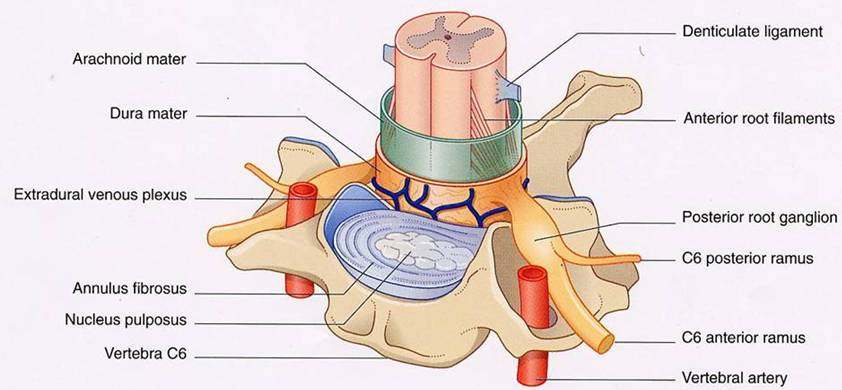 Arachnoid mater
Dura mater
Extradural venous plexus
Annulus fibrosus
Nucleus pulposus
Vertebra C6
Denticulate ligament
Anterior root filaments
Posterior root ganglion
C6 posterior ramus
C6 anterior ramus
Vertebral artery